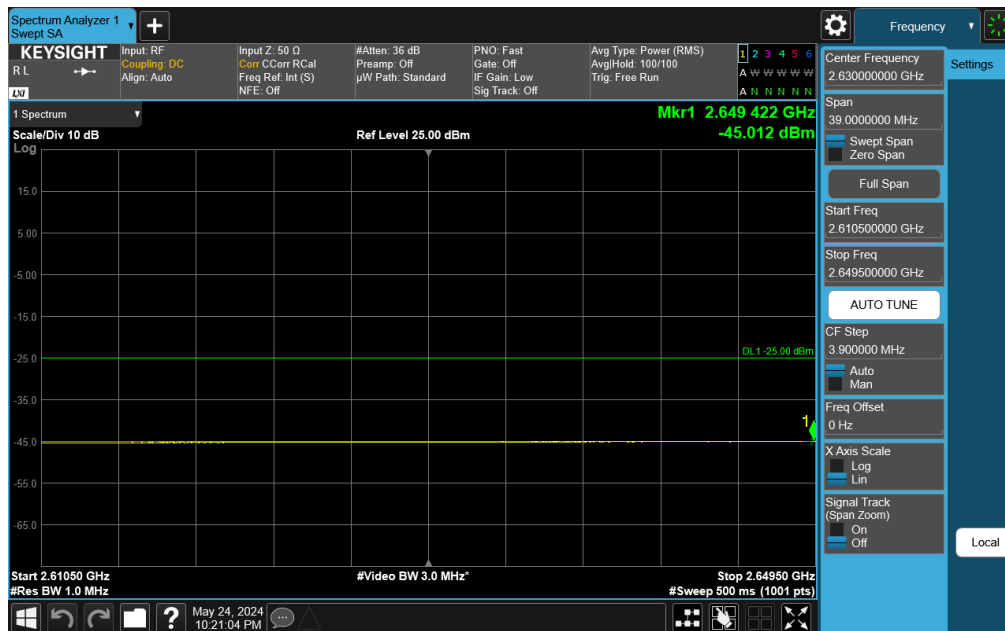 Spectrum Analyzer 1
Swept SA
+
Frequency
KEYSIGHT
R L
LXI
Input: RF
Coupling: DC
Align: Auto
Input Z: 50 Ω
Corr CCorr RCal
Freq Ref: Int (S)
NFE: Off
#Atten: 36 dB
Preamp: Off
µW Path: Standard
PNO: Fast
Gate: Off
IF Gain: Low
Sig Track: Off
Avg Type: Power (RMS)
Avg|Hold: 100/100
Trig: Free Run
1 2 3 4 5 6
A W W W W W
A N N N N N
1 Spectrum
Scale/Div 10 dB
Log
Ref Level 25.00 dBm
Mkr1 2.649 422 GHz
-45.012 dBm
15.0
5.00
-5.00
-15.0
-25.0
-35.0
-45.0
-55.0
-65.0
DL1 -25.00 dBm
1
Start 2.61050 GHz
#Res BW 1.0 MHz
#Video BW 3.0 MHz*
Stop 2.64950 GHz
#Sweep 500 ms (1001 pts)
Center Frequency
2.630000000 GHz
Span
39.0000000 MHz
Swept Span
Zero Span
Full Span
Start Freq
2.610500000 GHz
Stop Freq
2.649500000 GHz
AUTO TUNE
CF Step
3.900000 MHz
Auto
Man
Freq Offset
0 Hz
X Axis Scale
Log
Lin
Signal Track
(Span Zoom)
On
Off
Settings
Local
?
May 24, 2024
10:21:04 PM